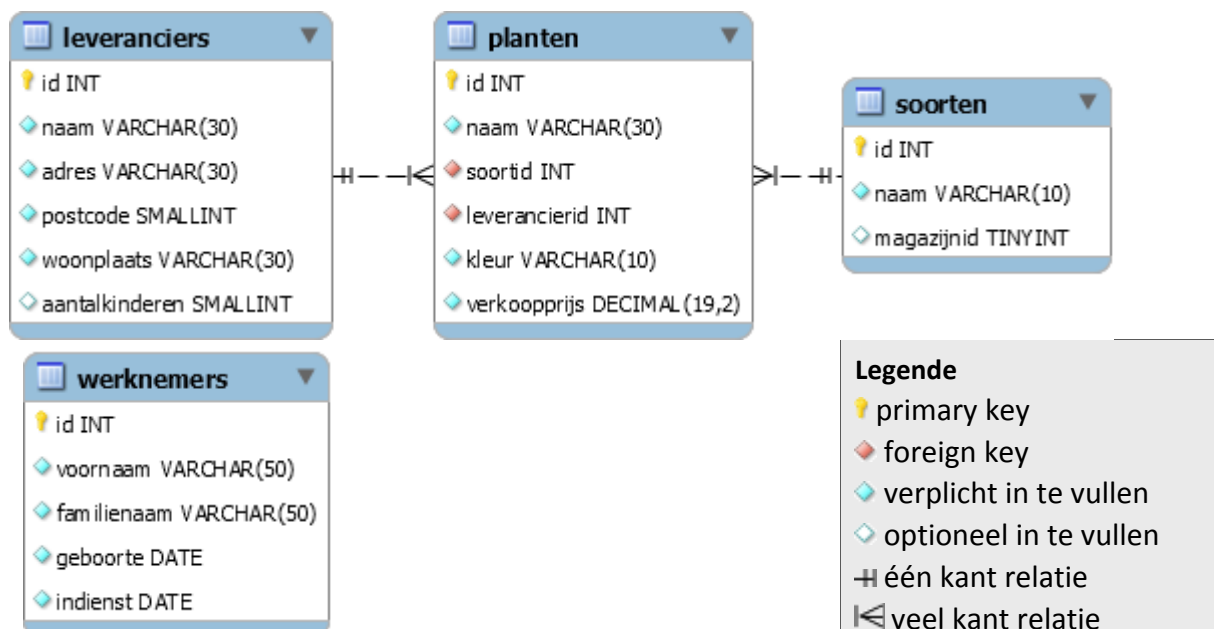 leveranciers
id INT
naam VARCHAR(30)
adres VARCHAR(30)
postcode SMALLINT
woonplaats VARCHAR(30)
aantalkinderen SMALLINT
planten
id INT
naam VARCHAR(30)
soortid INT
leverancierid INT
kleur VARCHAR(10)
verkoopprijs DECIMAL(19,2)
soorten
id INT
naam VARCHAR(10)
magazijnid TINYINT
werknemers
id INT
voornaam VARCHAR(50)
familienaam VARCHAR(50)
geboorte DATE
indienst DATE
Legende
primary key
foreign key
verplicht in te vullen
optioneel in te vullen
één kant relatie
veel kant relatie